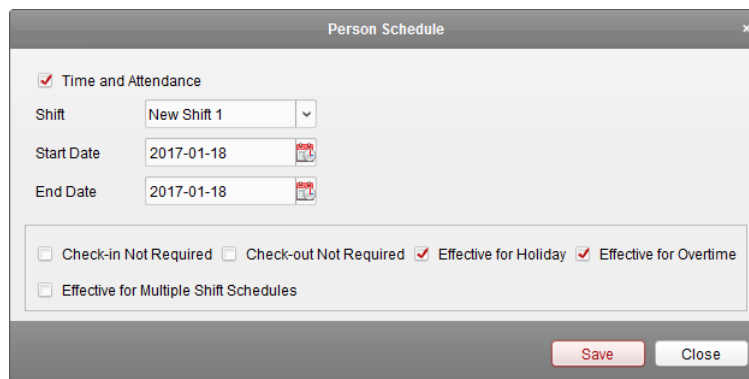 Person Schedule ×
Time and Attendance
Shift New Shift 1
Start Date 2017-01-18
End Date 2017-01-18
Check-in Not Required Check-out Not Required Effective for Holiday Effective for Overtime
Effective for Multiple Shift Schedules
Save Close